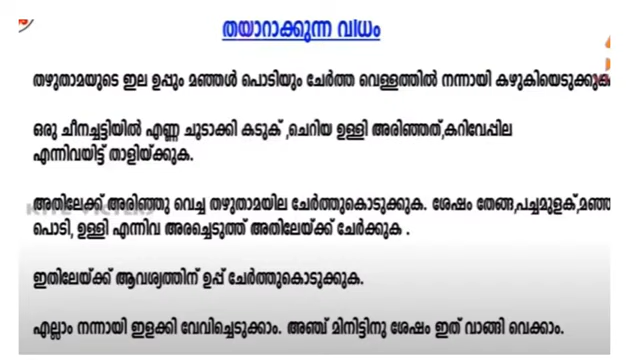 തയാറാക്കുന്ന വിധം
തഴുതാമയുടെ ഇല ഉപ്പും മഞ്ഞൾ പൊടിയും ചേർത്ത വെള്ളത്തിൽ നന്നായി കഴുകിയെടുക്കുക
ഒരു ചീനച്ചട്ടിയിൽ എണ്ണ ചൂടാക്കി കടുക് ,ചെറിയ ഉള്ളി അരിഞ്ഞത്,കറിവേപ്പില
എന്നിവയിട്ട് താളിയ്ക്കുക.
അതിലേക്ക് അരിഞ്ഞു വെച്ച തഴുതാമയില ചേർത്തുകൊടുക്കുക. ശേഷം തേങ്ങ,പച്ചമുളക്,മഞ്ഞ
പൊടി, ഉള്ളി എന്നിവ അരച്ചെടുത്ത് അതിലേയ്ക്ക് ചേർക്കുക .
ഇതിലേയ്ക്ക് ആവശ്യത്തിന് ഉപ്പ് ചേർത്തുകൊടുക്കുക.
എല്ലാം നന്നായി ഇളക്കി വേവിച്ചെടുക്കാം. അഞ്ച് മിനിട്ടിനു ശേഷം ഇത് വാങ്ങി വെക്കാം.